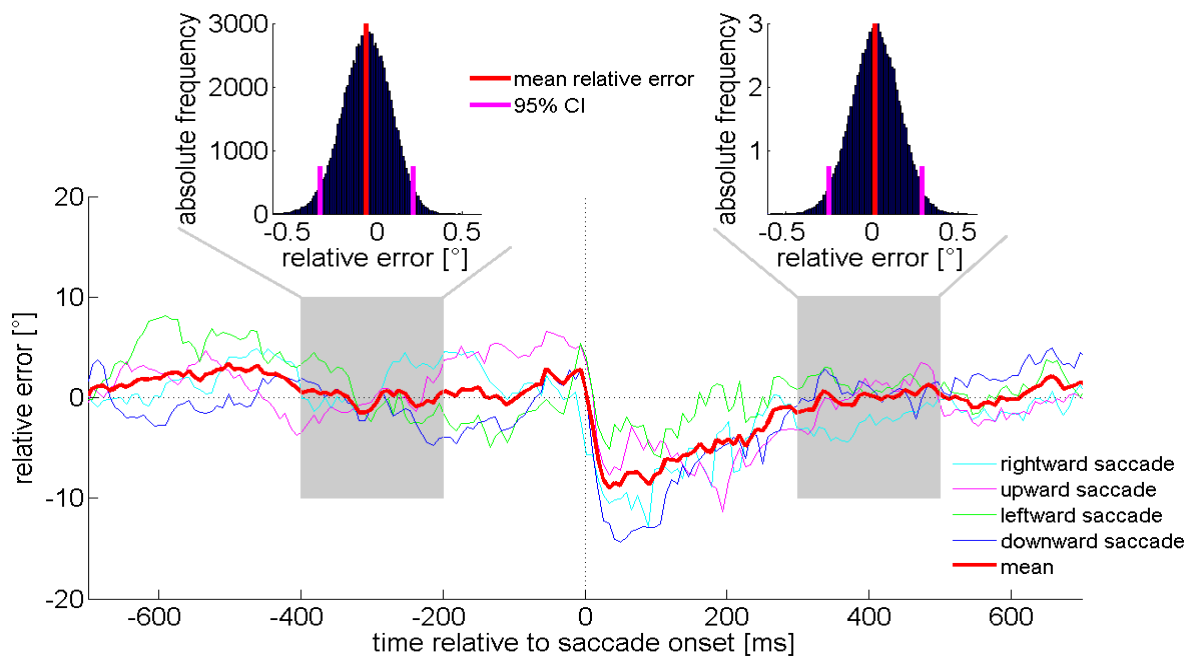 absolute frequency
3000
2000
1000
0
-0.5 0 0.5
relative error [°]
mean relative error
95% CI
absolute frequency
3
2
1
-0.5 0 0.5
relative error [°]
relative error [°]
20
10
0
-10
-20
-600 -400 -200 0 200 400 600
time relative to saccade onset [ms]
rightward saccade
upward saccade
leftward saccade
downward saccade
mean